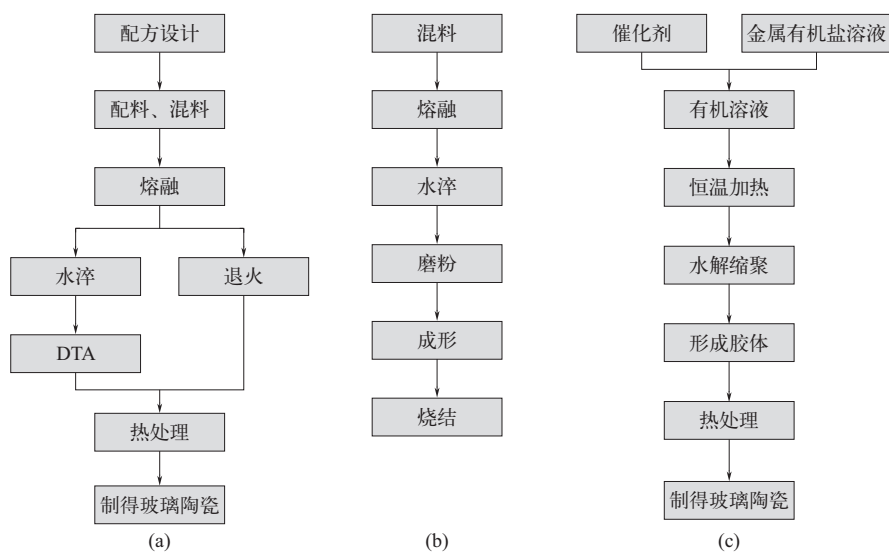 配方设计
配料、混料
熔融
水淬
退火
DTA
热处理
制得玻璃陶瓷
(a)
混料
熔融
水淬
磨粉
成形
烧结
(b)
催化剂
金属有机盐溶液
有机溶液
恒温加热
水解缩聚
形成胶体
热处理
制得玻璃陶瓷
(c)